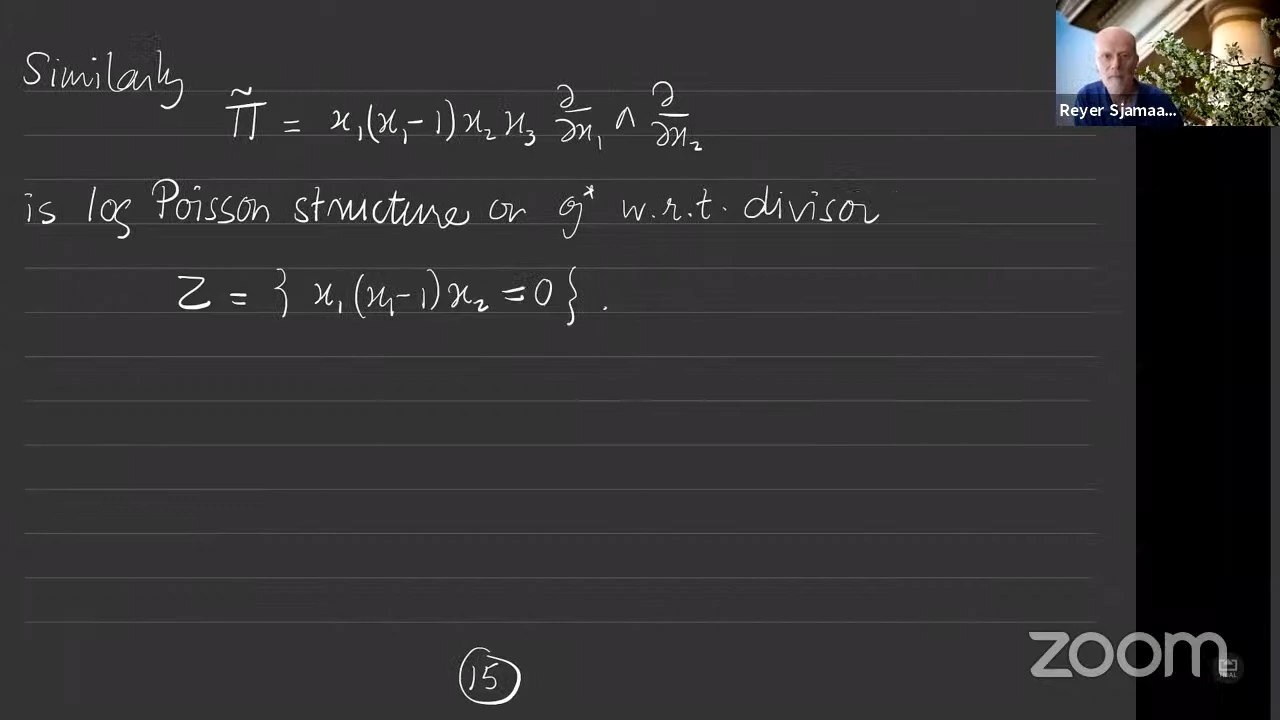 Similarly
Π̃ = x₁(x₁-1)x₂x₃ ∂/∂x₁ ∧ ∂/∂x₂
is log Poisson structure on g* w.r.t. divisor
Z = { x₁(x₁-1)x₂ = 0 } .
15
Reyer Sjamaa...
zoom